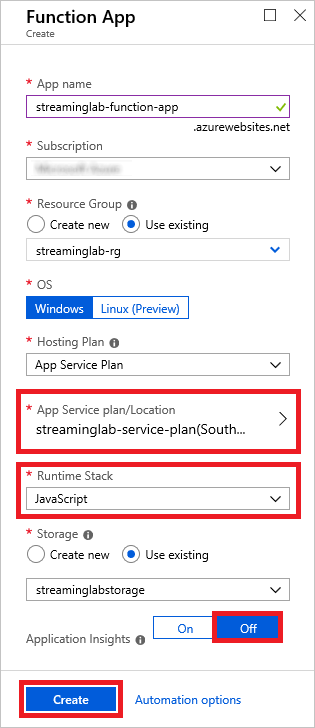 Function App
Create
* App name
streaminglab-function-app
.azurewebsites.net
* Subscription
* Resource Group
Create new Use existing
streaminglab-rg
* OS
Windows Linux (Preview)
* Hosting Plan
App Service Plan
* App Service plan/Location
streaminglab-service-plan(South...
* Runtime Stack
JavaScript
* Storage
Create new Use existing
streaminglabstorage
Application Insights On Off
Create Automation options